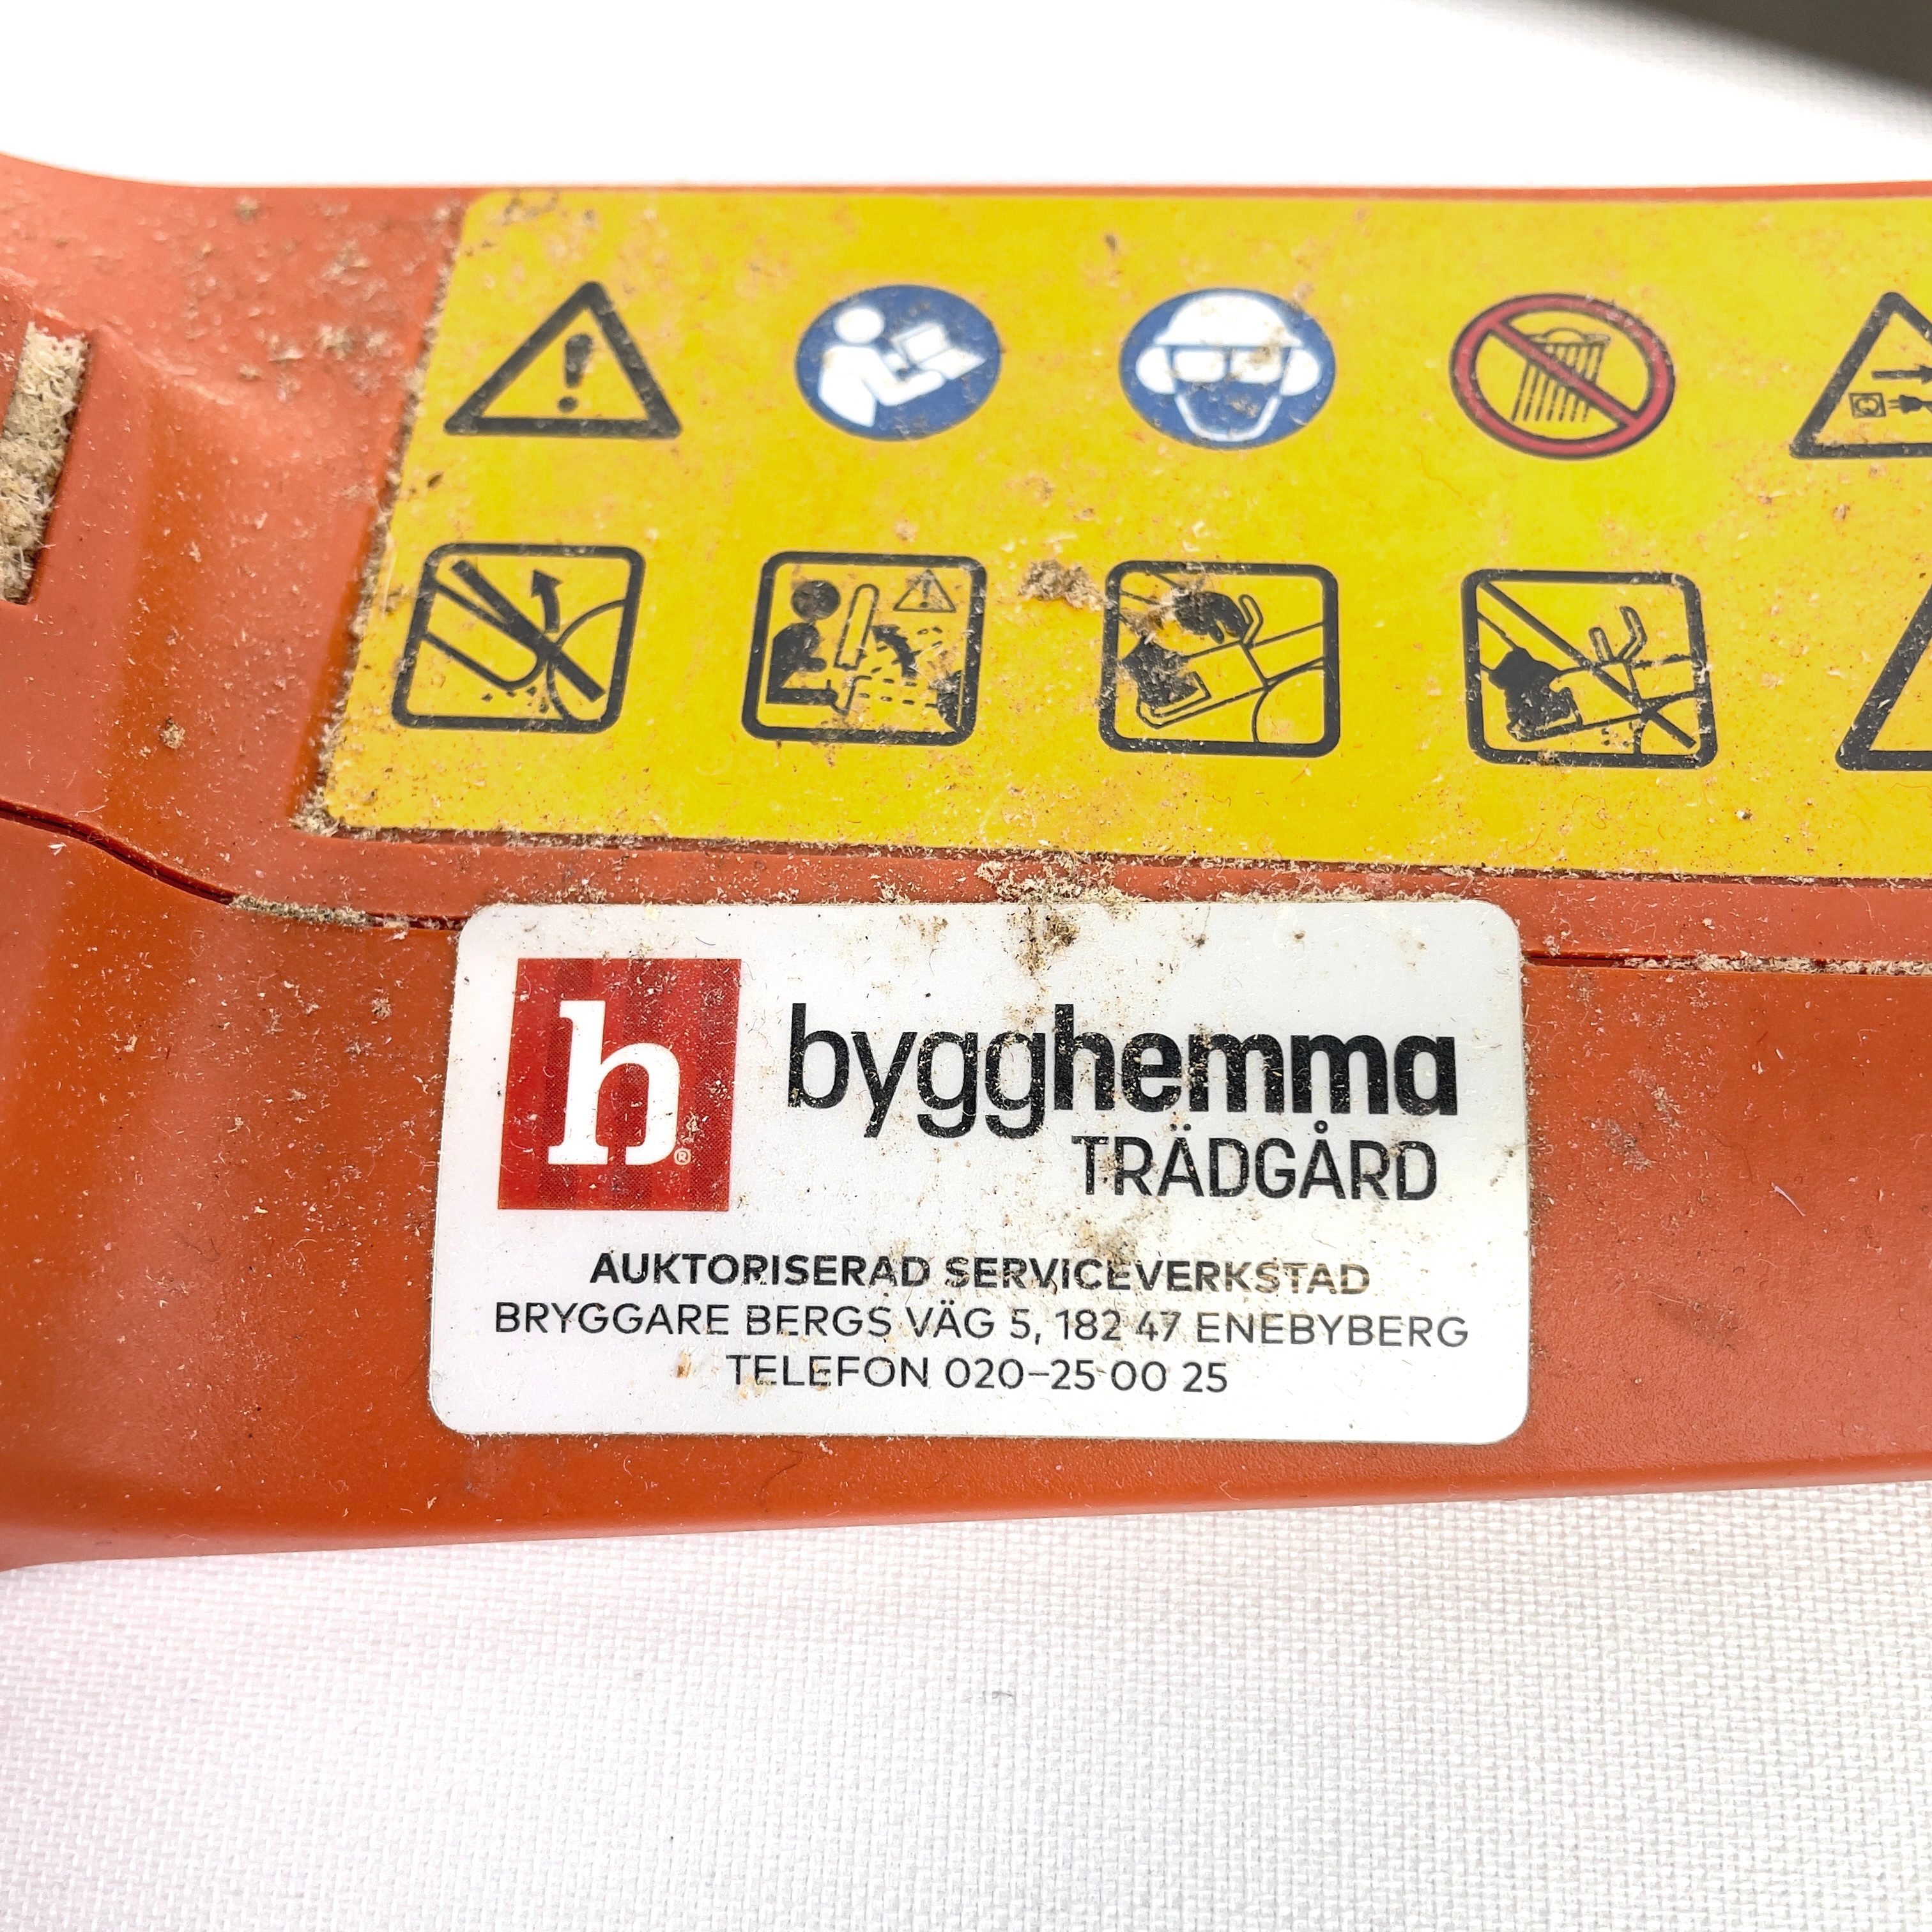 h®
bygghemma
TRÄDGÅRD
AUKTORISERAD SERVICEVERKSTAD
BRYGGARE BERGS VÄG 5, 182 47 ENEBYBERG
TELEFON 020-25 00 25